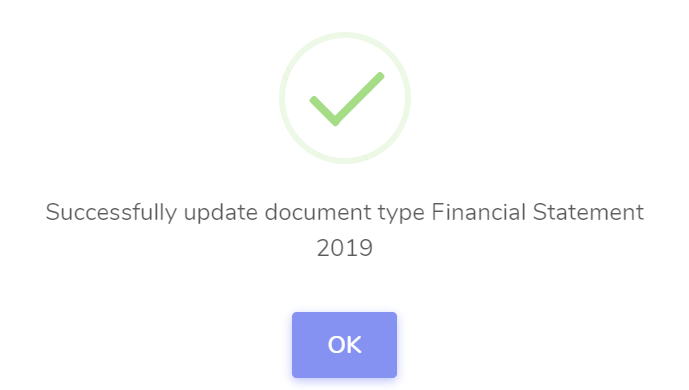 Successfully update document type Financial Statement
2019
OK